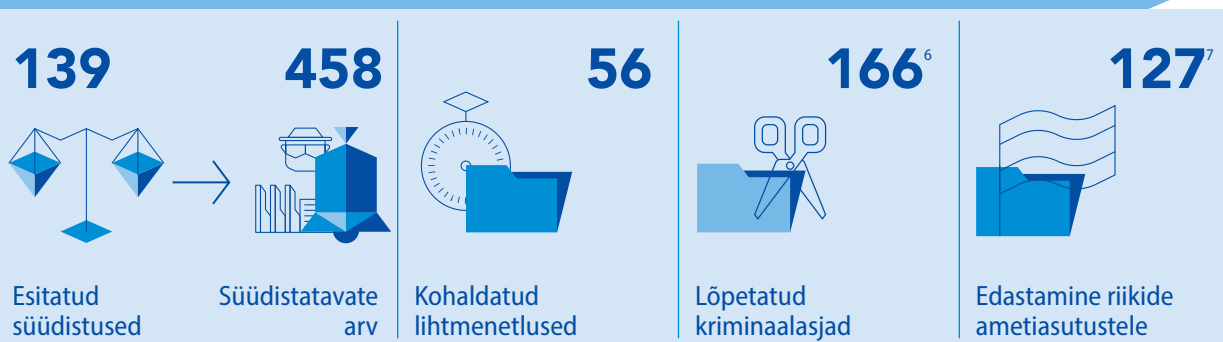 139
458
56
166⁶
127⁷
Esitatud
süüdistused
Süüdistatavate
arv
Kohaldatud
lihtmenetlused
Lõpetatud
kriminaalasjad
Edastamine riikide
ametiasutustele